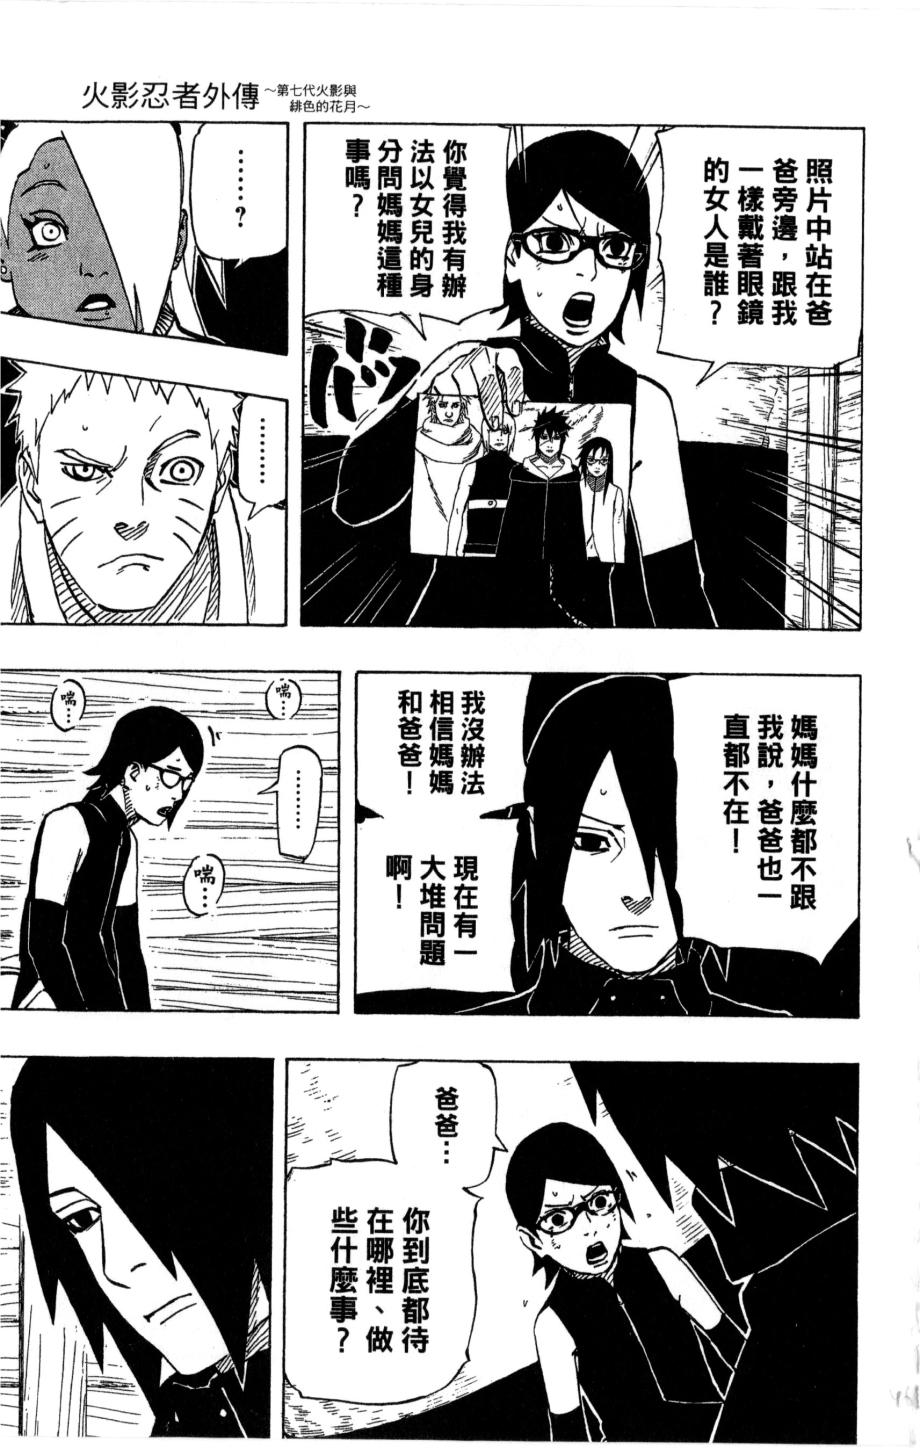 火影忍者外傳
～第七代火影與
緋色的花月～
照片中站在爸
爸旁邊，跟我
一樣戴著眼鏡
的女人是誰？
你覺得我有辦
法以女兒的身
分問媽媽這種
事嗎？
ドッ
……？
………
媽媽什麼都不跟
我說，爸爸也一
直都不在！
我沒辦法
相信媽媽
和爸爸！
現在有一
大堆問題
啊！
喘…
………
喘…
喘…
爸爸…
你到底都待
在哪裡、做
些什麼事？